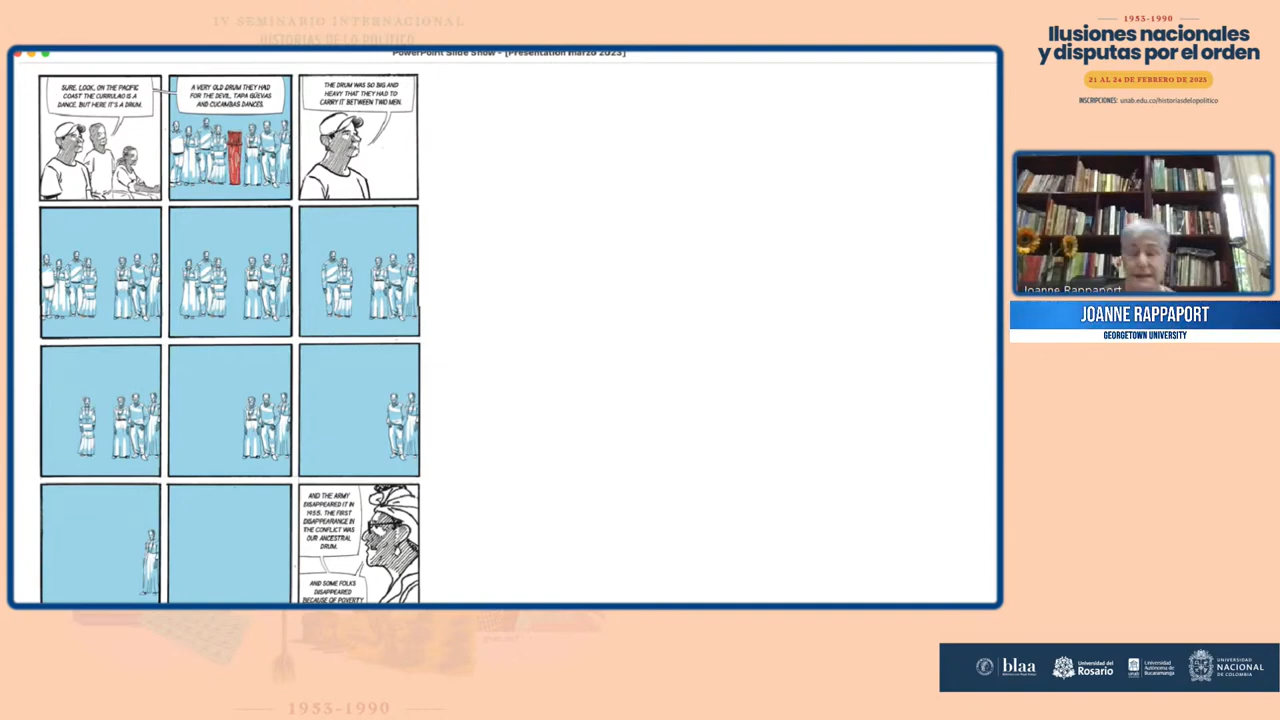 IV SEMINARIO INTERNACIONAL
HISTORIAS DE LO POLÍTICO
PowerPoint Slide Show - [Presentation marzo 2023]
SURE, LOOK, ON THE PACIFIC
COAST THE CURRULAO IS A
DANCE, BUT HERE IT'S A DRUM.
A VERY OLD DRUM THEY HAD
FOR THE DEVIL, TAPA GÜEVAS
AND CUCAMBAS DANCES.
THE DRUM WAS SO BIG AND
HEAVY THAT THEY HAD TO
CARRY IT BETWEEN TWO MEN.
AND THE ARMY
DISAPPEARED IT IN
1955. THE FIRST
DISAPPEARANCE IN
THE CONFLICT WAS
OUR ANCESTRAL
DRUM.
AND SOME FOLKS
DISAPPEARED
BECAUSE OF POVERTY
1953-1990
Ilusiones nacionales
y disputas por el orden
21 AL 24 DE FEBRERO DE 2023
INSCRIPCIONES: unab.edu.co/historiasdelopolitico
Joanne Rappaport
JOANNE RAPPAPORT
GEORGETOWN UNIVERSITY
blaa
Universidad del
Rosario
unab
Universidad
Autónoma de
Bucaramanga
UNIVERSIDAD
NACIONAL
DE COLOMBIA
1953-1990